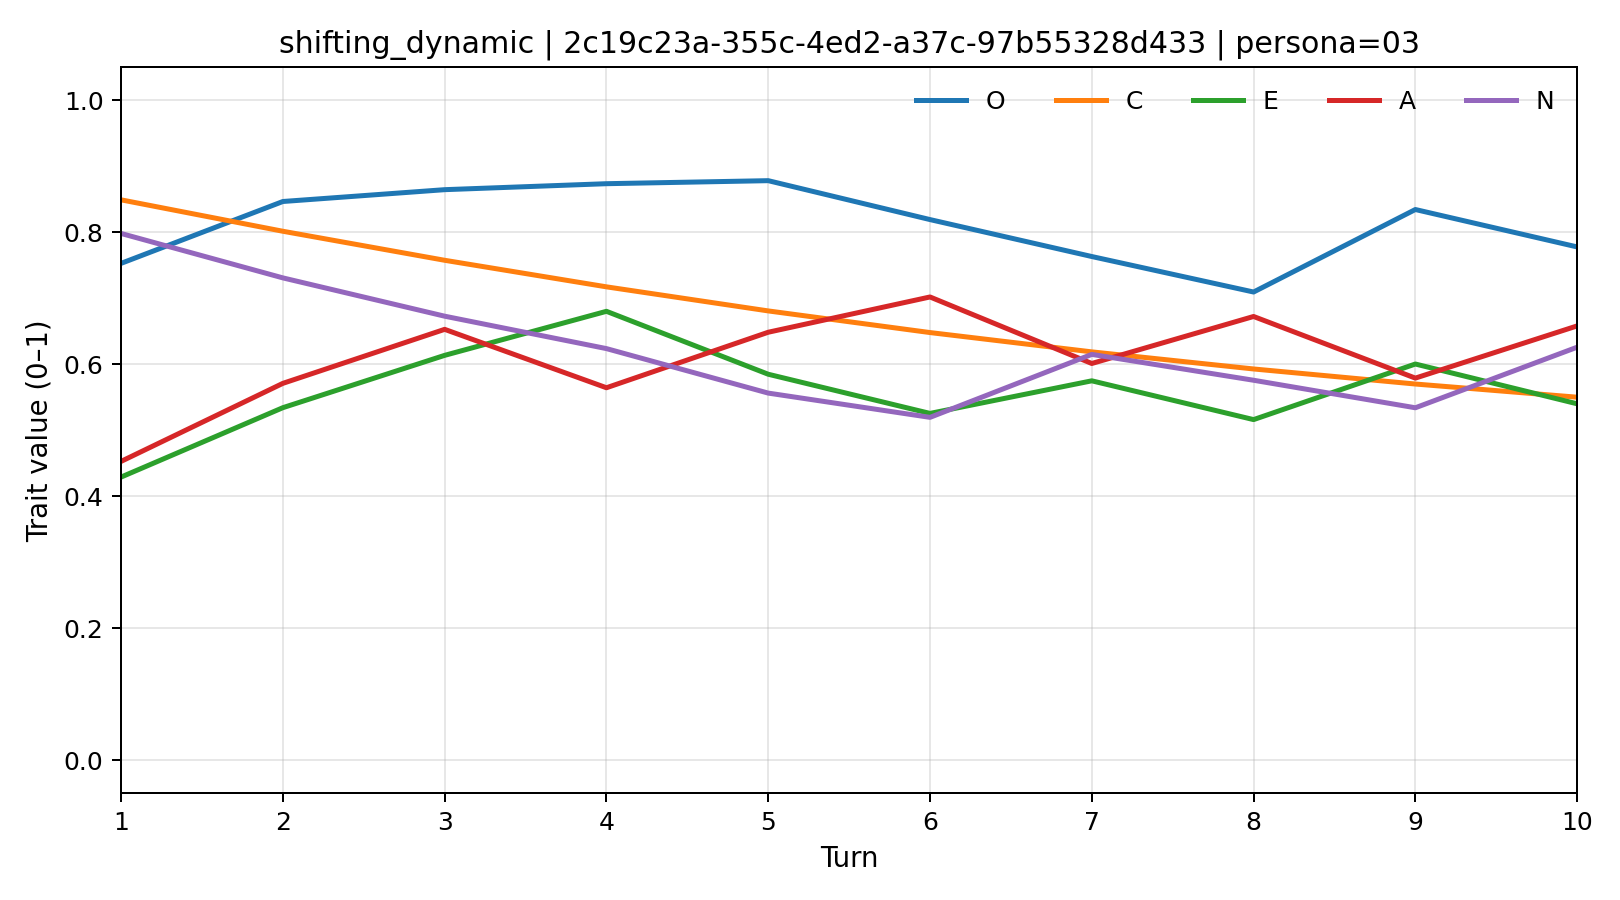 shifting_dynamic | 2c19c23a-355c-4ed2-a37c-97b55328d433 | persona=03
O C E A N
Trait value (0–1)
1.0
0.8
0.6
0.4
0.2
0.0
1 2 3 4 5 6 7 8 9 10
Turn